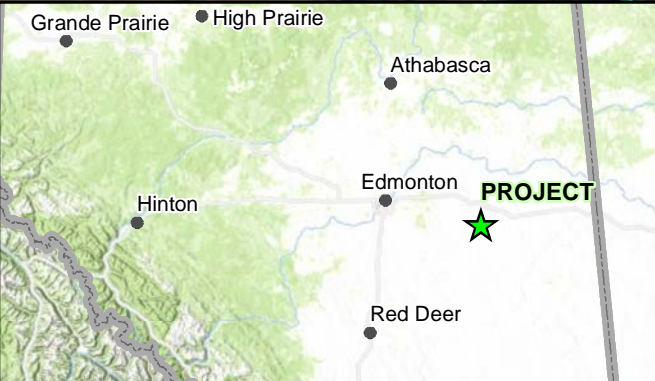 Grande Prairie
High Prairie
Athabasca
Edmonton
PROJECT
Hinton
Red Deer